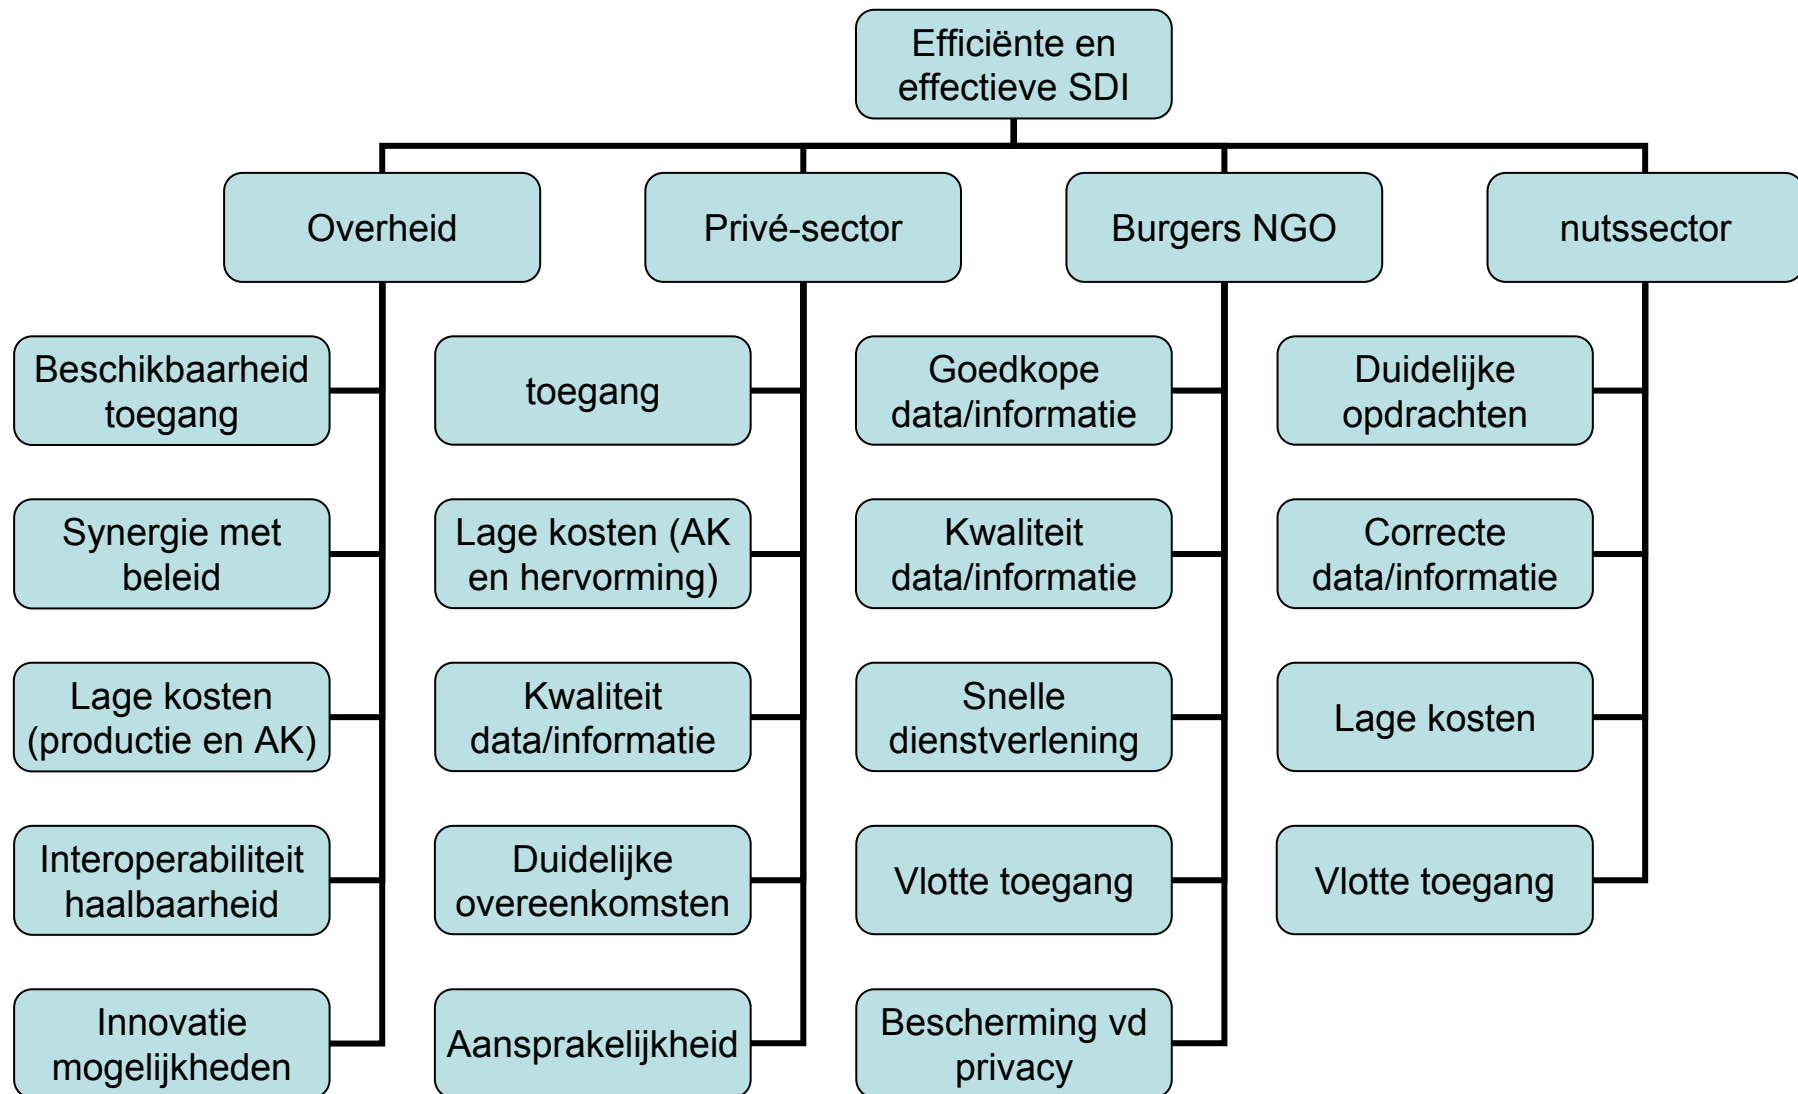 Efficiënte en
effectieve SDI
Overheid
Privé-sector
Burgers NGO
nutssector
Beschikbaarheid
toegang
toegang
Goedkope
data/informatie
Duidelijke
opdrachten
Synergie met
beleid
Lage kosten (AK
en hervorming)
Kwaliteit
data/informatie
Correcte
data/informatie
Lage kosten
(productie en AK)
Kwaliteit
data/informatie
Snelle
dienstverlening
Lage kosten
Interoperabiliteit
haalbaarheid
Duidelijke
overeenkomsten
Vlotte toegang
Vlotte toegang
Innovatie
mogelijkheden
Aansprakelijkheid
Bescherming vd
privacy